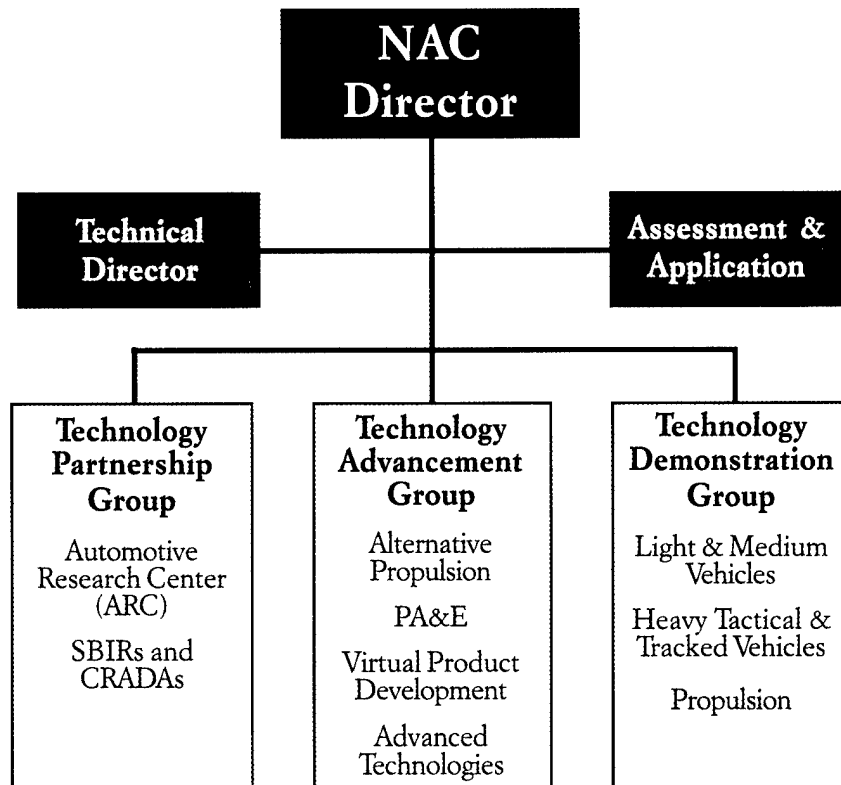 NAC
Director
Technical
Director
Assessment &
Application
Technology
Partnership
Group
Automotive
Research Center
(ARC)
SBIRs and
CRADAs
Technology
Advancement
Group
Alternative
Propulsion
PA&E
Virtual Product
Development
Advanced
Technologies
Technology
Demonstration
Group
Light & Medium
Vehicles
Heavy Tactical &
Tracked Vehicles
Propulsion